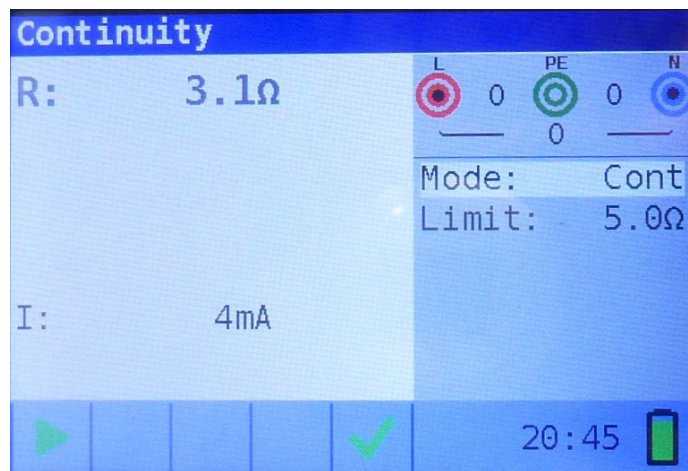 Continuity
R: 3.1Ω
L PE N
0 0
0
Mode: Cont
Limit: 5.0Ω
I: 4mA
20:45